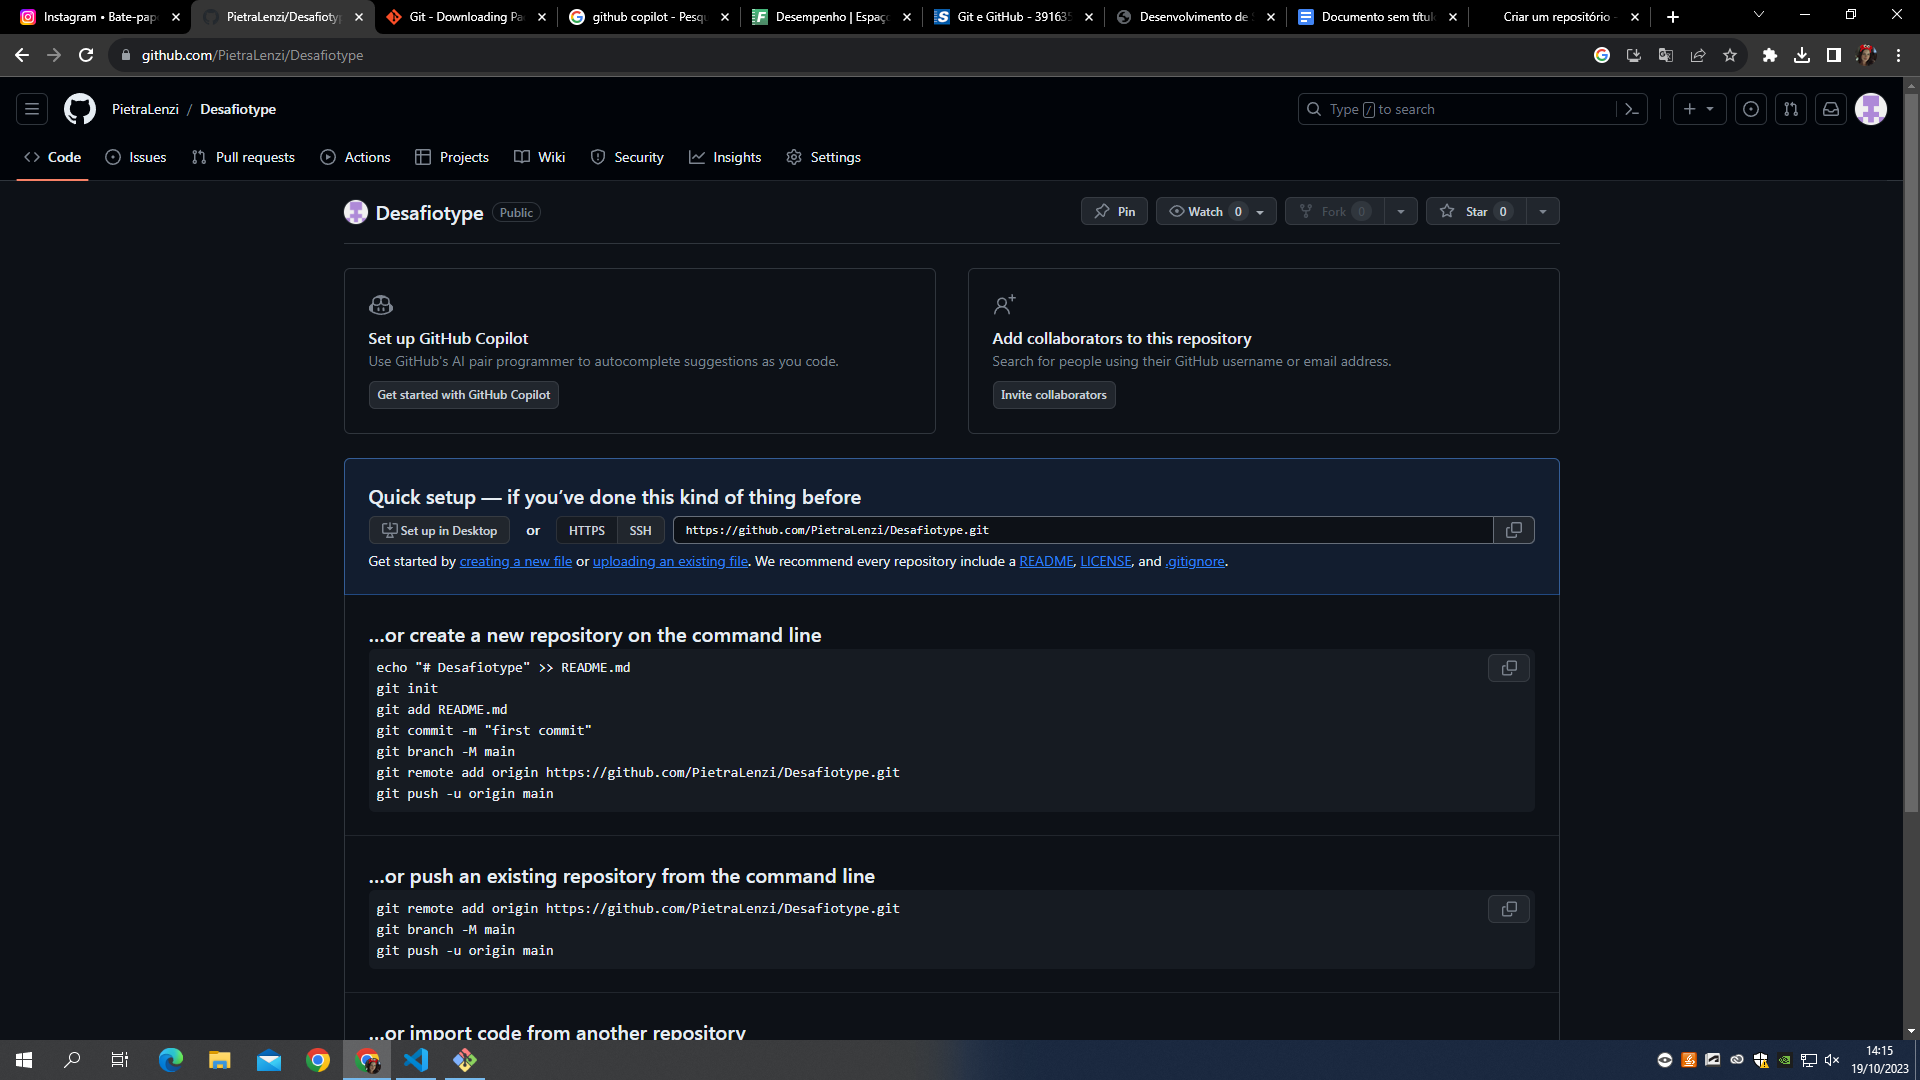 Instagram • Bate-pap
PietraLenzi/Desafiotyp
Git - Downloading Pac
github copilot - Pesqu
Desempenho | Espaço
Git e GitHub - 391635
Desenvolvimento de S
Documento sem título
Criar um repositório -
github.com/PietraLenzi/Desafiotype
PietraLenzi / Desafiotype
Type / to search
Code
Issues
Pull requests
Actions
Projects
Wiki
Security
Insights
Settings
Desafiotype Public
Pin
Watch 0
Fork 0
Star 0
Set up GitHub Copilot
Use GitHub's AI pair programmer to autocomplete suggestions as you code.
Get started with GitHub Copilot
Add collaborators to this repository
Search for people using their GitHub username or email address.
Invite collaborators
Quick setup — if you’ve done this kind of thing before
Set up in Desktop or HTTPS SSH https://github.com/PietraLenzi/Desafiotype.git
Get started by creating a new file or uploading an existing file. We recommend every repository include a README, LICENSE, and .gitignore.
…or create a new repository on the command line
echo "# Desafiotype" >> README.md
git init
git add README.md
git commit -m "first commit"
git branch -M main
git remote add origin https://github.com/PietraLenzi/Desafiotype.git
git push -u origin main
…or push an existing repository from the command line
git remote add origin https://github.com/PietraLenzi/Desafiotype.git
git branch -M main
git push -u origin main
…or import code from another repository
14:15
19/10/2023